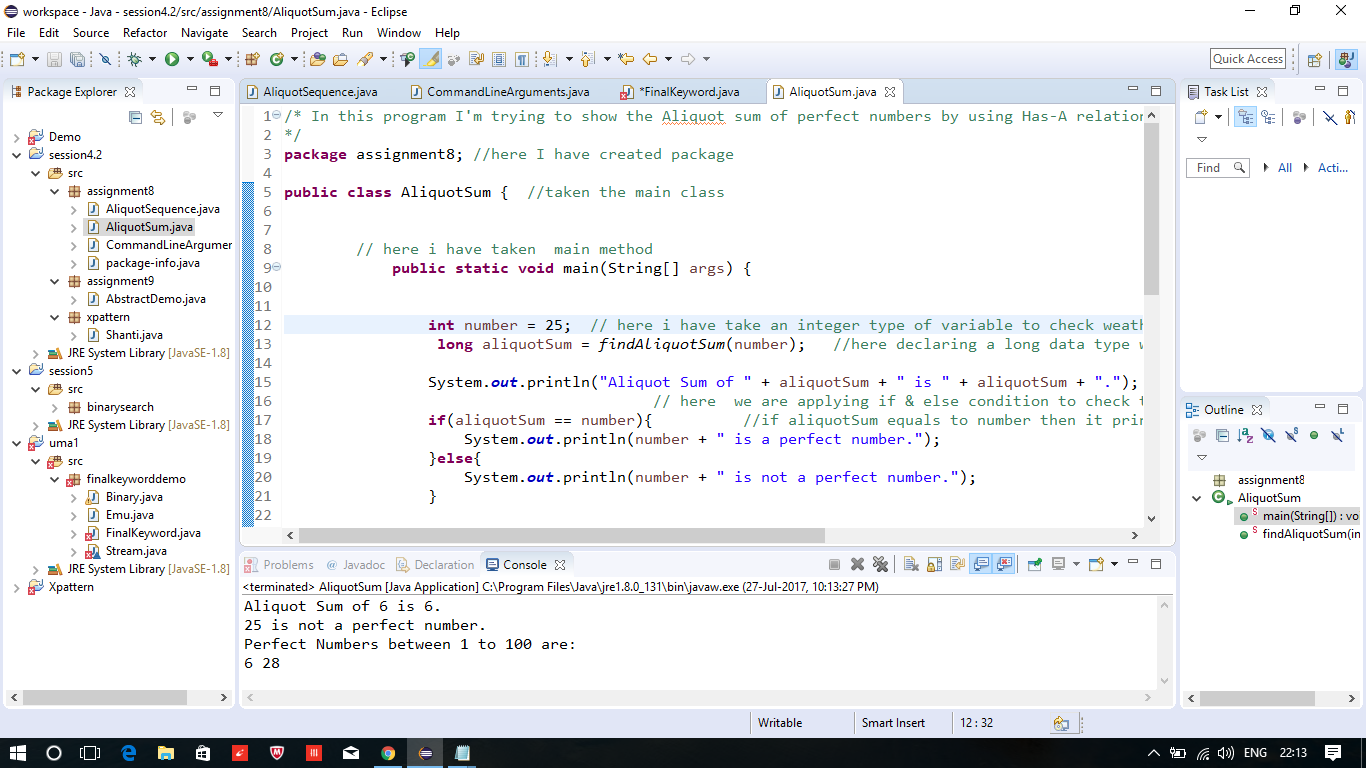 workspace - Java - session4.2/src/assignment8/AliquotSum.java - Eclipse
File Edit Source Refactor Navigate Search Project Run Window Help
Quick Access
Package Explorer
Demo
session4.2
src
assignment8
AliquotSequence.java
AliquotSum.java
CommandLineArgumer
package-info.java
assignment9
AbstractDemo.java
xpattern
Shanti.java
JRE System Library [JavaSE-1.8]
session5
src
binarysearch
JRE System Library [JavaSE-1.8]
uma1
src
finalkeyworddemo
Binary.java
Emu.java
FinalKeyword.java
Stream.java
JRE System Library [JavaSE-1.8]
Xpattern
AliquotSequence.java CommandLineArguments.java *FinalKeyword.java AliquotSum.java
1 /* In this program I'm trying to show the Aliquot sum of perfect numbers by using Has-A relation
2 */
3 package assignment8; //here I have created package
4
5 public class AliquotSum { //taken the main class
6
7
8 // here i have taken  main method
9 public static void main(String[] args) {
10
11
12 int number = 25;  // here i have take an integer type of variable to check weath
13 long aliquotSum = findAliquotSum(number);   //here declaring a long data type w
14
15 System.out.println("Aliquot Sum of " + aliquotSum + " is " + aliquotSum + ".");
16 // here  we are applying if & else condition to check t
17 if(aliquotSum == number){ //if aliquotSum equals to number then it prin
18 System.out.println(number + " is a perfect number.");
19 }else{
20 System.out.println(number + " is not a perfect number.");
21 }
22
Problems @ Javadoc Declaration Console
<terminated> AliquotSum [Java Application] C:\Program Files\Java\jre1.8.0_131\bin\javaw.exe (27-Jul-2017, 10:13:27 PM)
Aliquot Sum of 6 is 6.
25 is not a perfect number.
Perfect Numbers between 1 to 100 are:
6 28
Task List
Find All Acti...
Outline
assignment8
AliquotSum
main(String[]) : vo
findAliquotSum(in
Writable Smart Insert 12 : 32
ENG 22:13